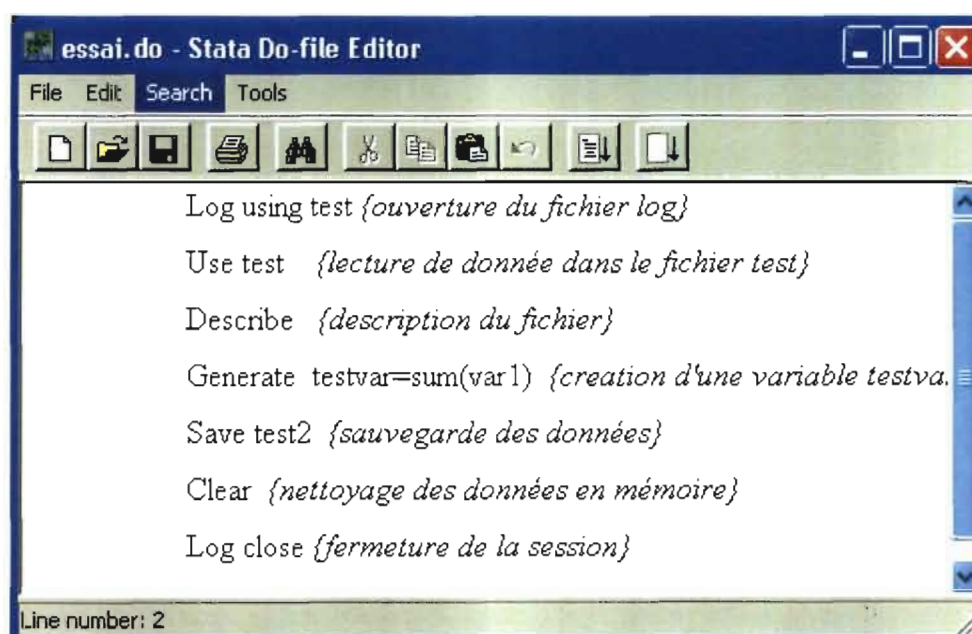 essai.do - Stata Do-file Editor
File Edit Search Tools
Log using test {ouverture du fichier log}
Use test {lecture de donnée dans le fichier test}
Describe {description du fichier}
Generate testvar=sum(var1) {creation d'une variable testva.
Save test2 {sauvegarde des données}
Clear {nettoyage des données en mémoire}
Log close {fermeture de la session}
Line number: 2